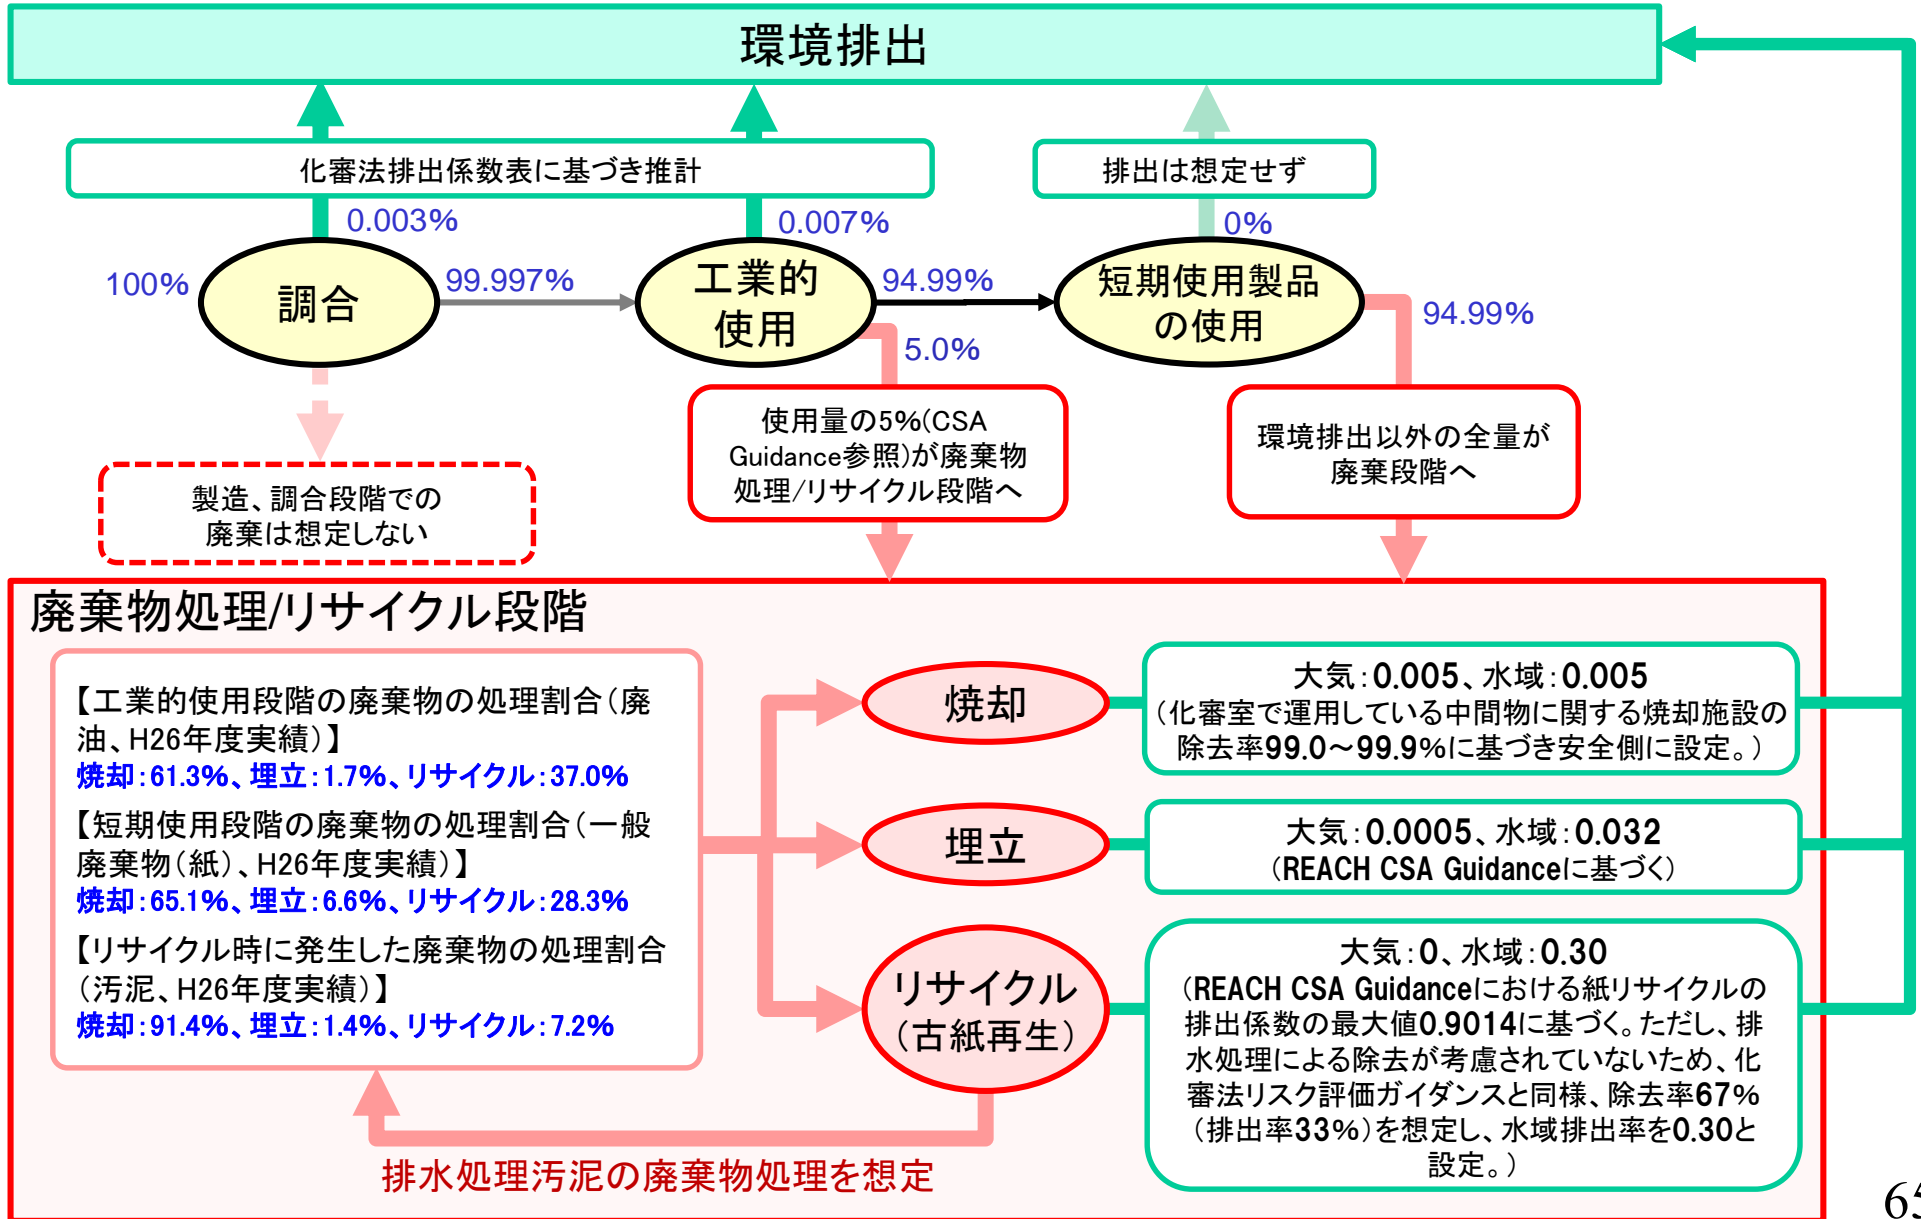 環境排出
化審法排出係数表に基づき推計
排出は想定せず
0.003%
0.007%
0%
100%
調合
99.997%
工業的
使用
94.99%
短期使用製品
の使用
94.99%
5.0%
製造、調合段階での
廃棄は想定しない
使用量の5%(CSA
Guidance参照)が廃棄物
処理/リサイクル段階へ
環境排出以外の全量が
廃棄段階へ
廃棄物処理/リサイクル段階
【工業的使用段階の廃棄物の処理割合(廃
油、H26年度実績)】
焼却:61.3%、埋立:1.7%、リサイクル:37.0%
【短期使用段階の廃棄物の処理割合(一般
廃棄物(紙)、H26年度実績)】
焼却:65.1%、埋立:6.6%、リサイクル:28.3%
【リサイクル時に発生した廃棄物の処理割合
(汚泥、H26年度実績)】
焼却:91.4%、埋立:1.4%、リサイクル:7.2%
焼却
大気:0.005、水域:0.005
(化審室で運用している中間物に関する焼却施設の
除去率99.0~99.9%に基づき安全側に設定。)
埋立
大気:0.0005、水域:0.032
(REACH CSA Guidanceに基づく)
リサイクル
(古紙再生)
大気:0、水域:0.30
(REACH CSA Guidanceにおける紙リサイクルの
排出係数の最大値0.9014に基づく。ただし、排
水処理による除去が考慮されていないため、化
審法リスク評価ガイダンスと同様、除去率67%
(排出率33%)を想定し、水域排出率を0.30と
設定。)
排水処理汚泥の廃棄物処理を想定
65